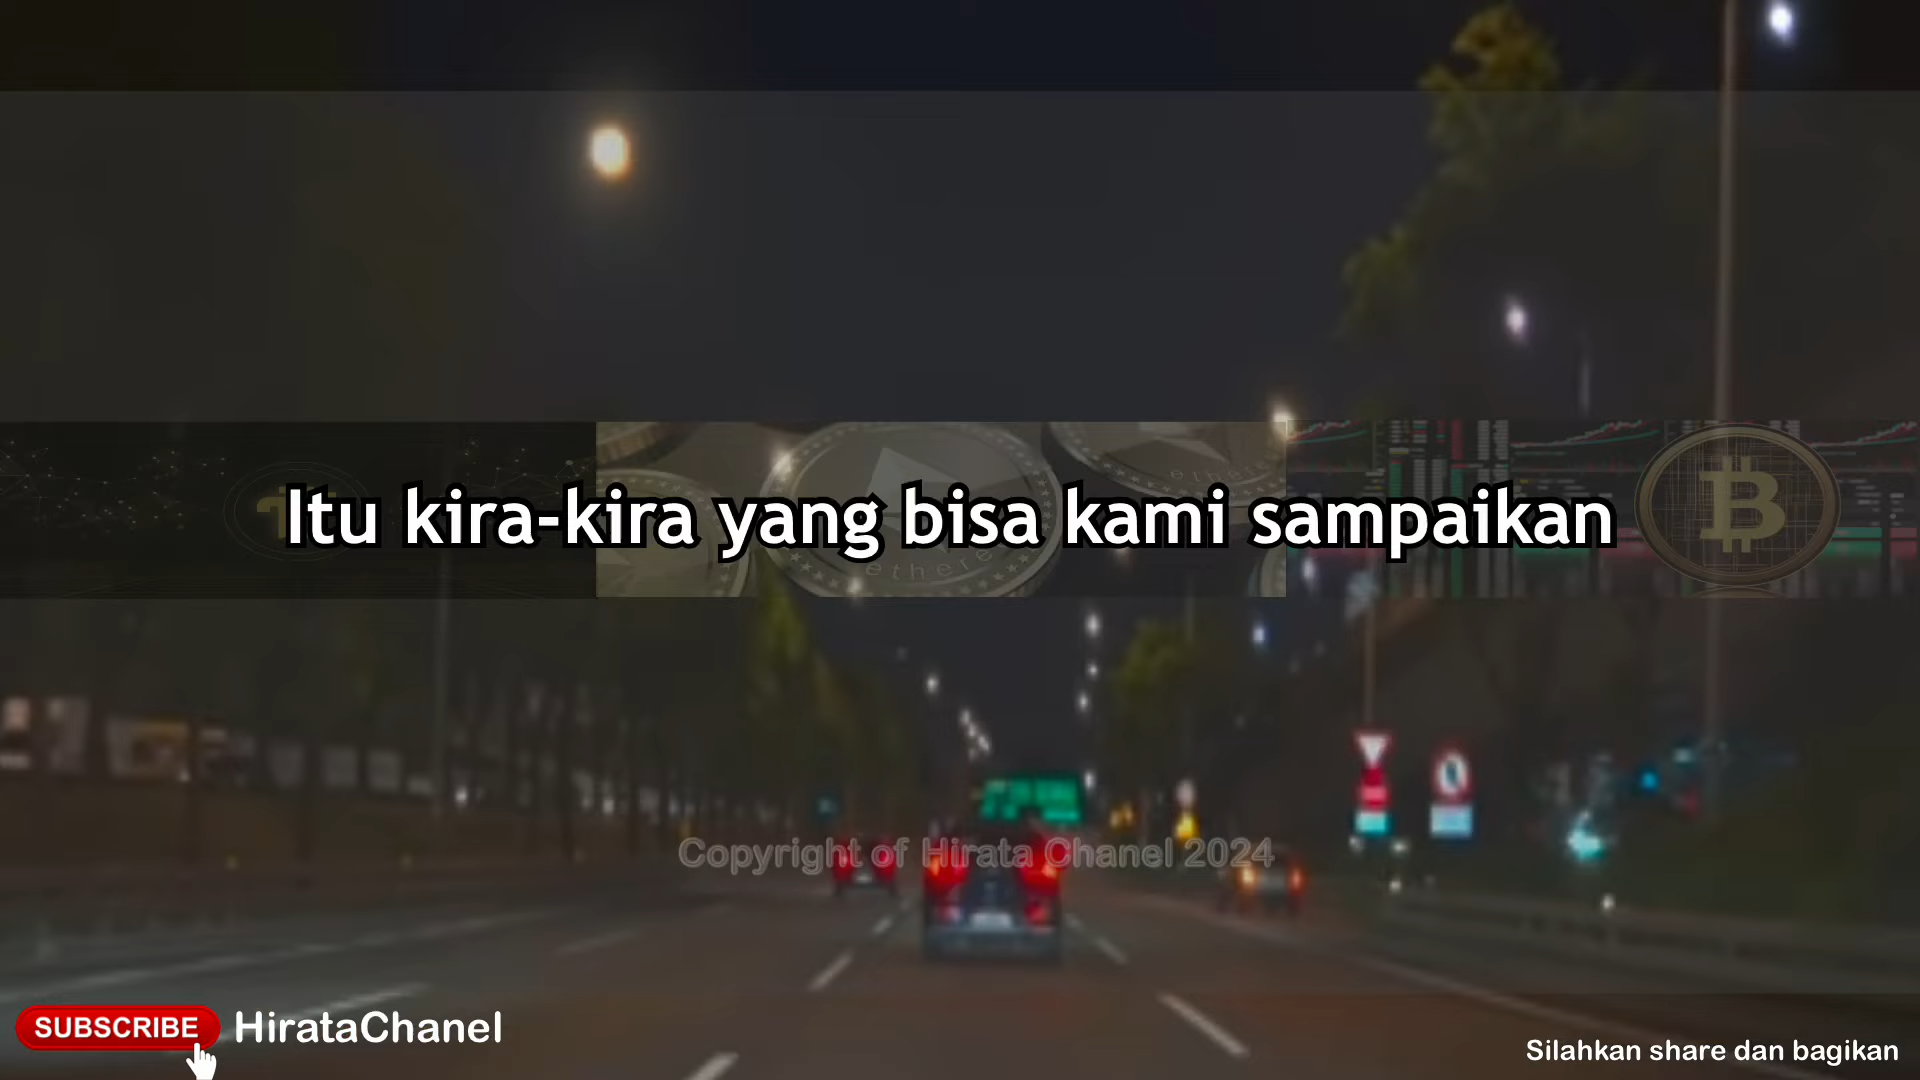 Itu kira-kira yang bisa kami sampaikan
Copyright of Hirata Chanel 2024
SUBSCRIBE HirataChanel
Silahkan share dan bagikan